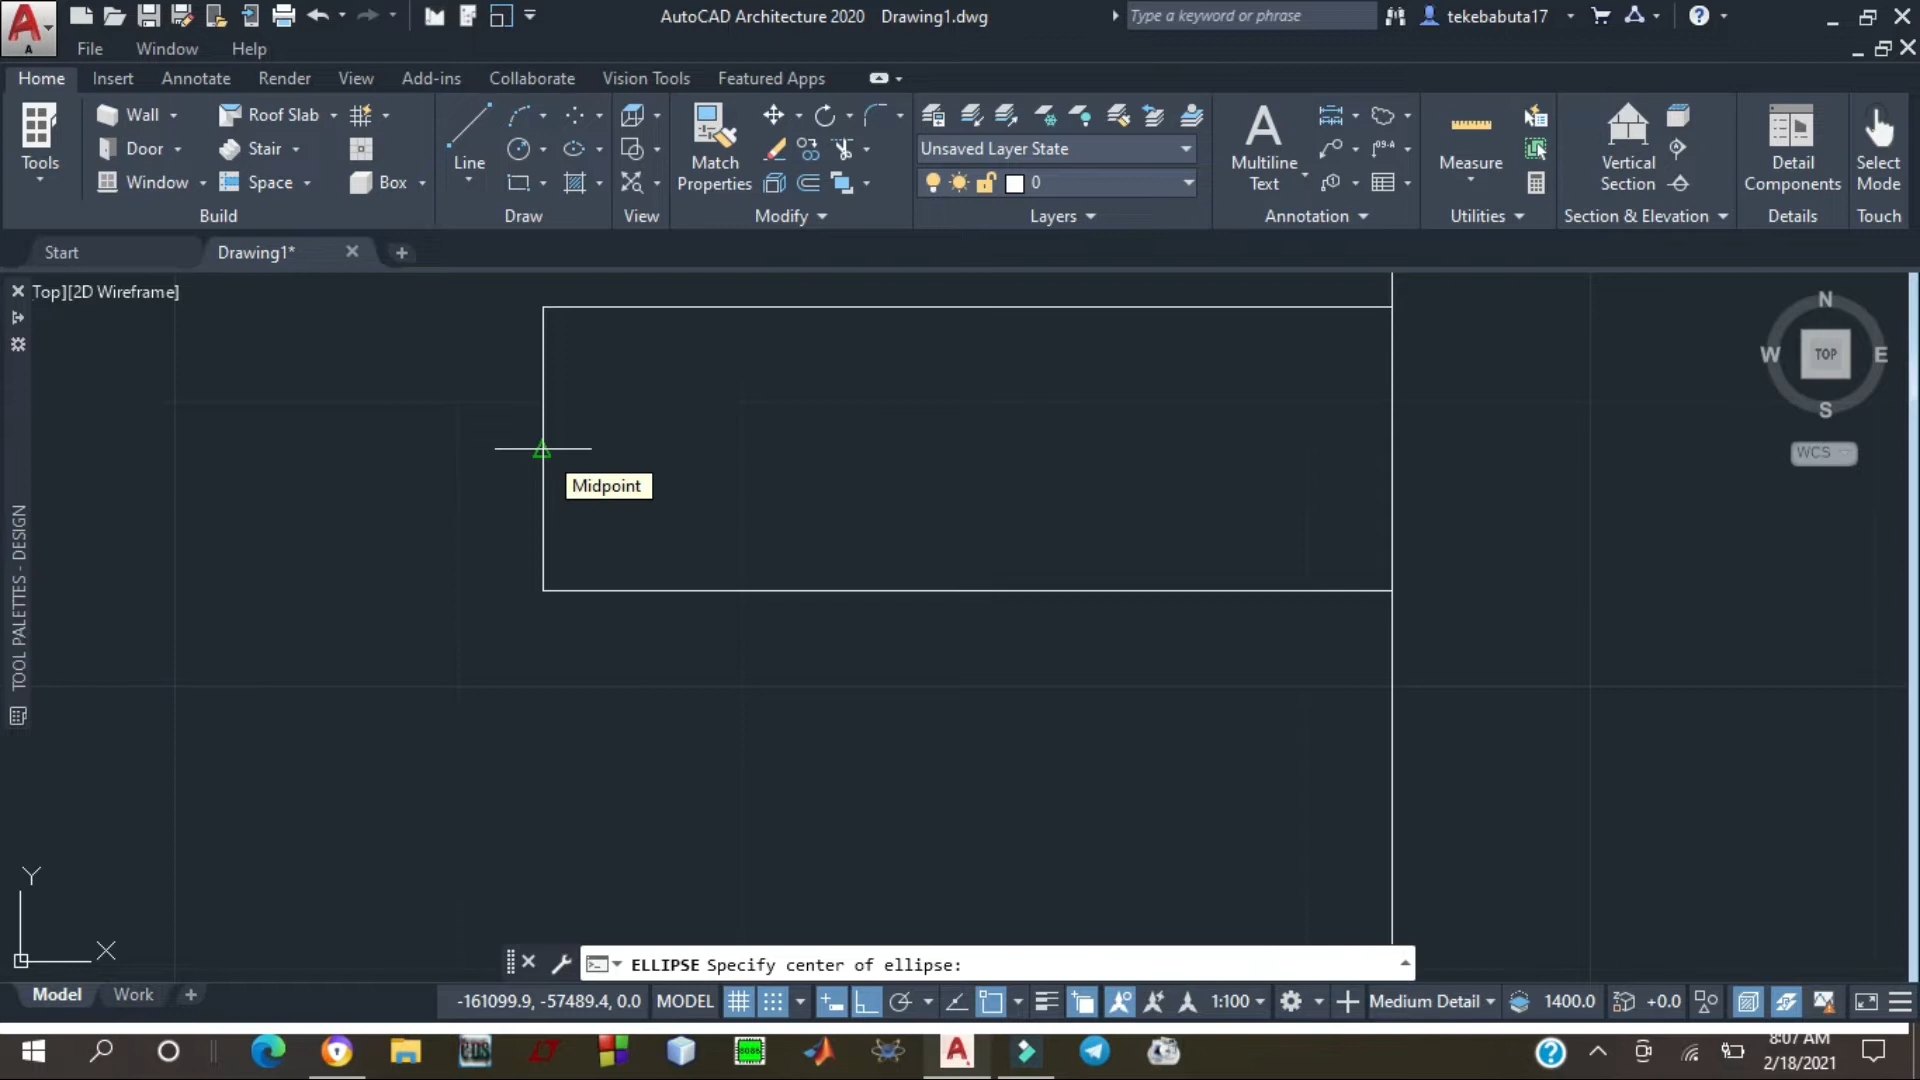 AutoCAD Architecture 2020 Drawing1.dwg
Type a keyword or phrase
tekebabuta17
File Window Help
Home Insert Annotate Render View Add-ins Collaborate Vision Tools Featured Apps
Tools
Wall
Door
Window
Roof Slab
Stair
Space
Box
Build
Line
Draw
View
Match Properties
Modify
Unsaved Layer State
0
Layers
Multiline Text
Annotation
Measure
Utilities
Vertical Section
Section & Elevation
Detail Components
Details
Select Mode
Touch
Start Drawing1*
Top][2D Wireframe]
N
W TOP E
S
WCS
Midpoint
TOOL PALETTES - DESIGN
Y
X
ELLIPSE Specify center of ellipse:
Model Work
-161099.9, -57489.4, 0.0 MODEL 1:100 Medium Detail 1400.0 +0.0
8:07 AM
2/18/2021